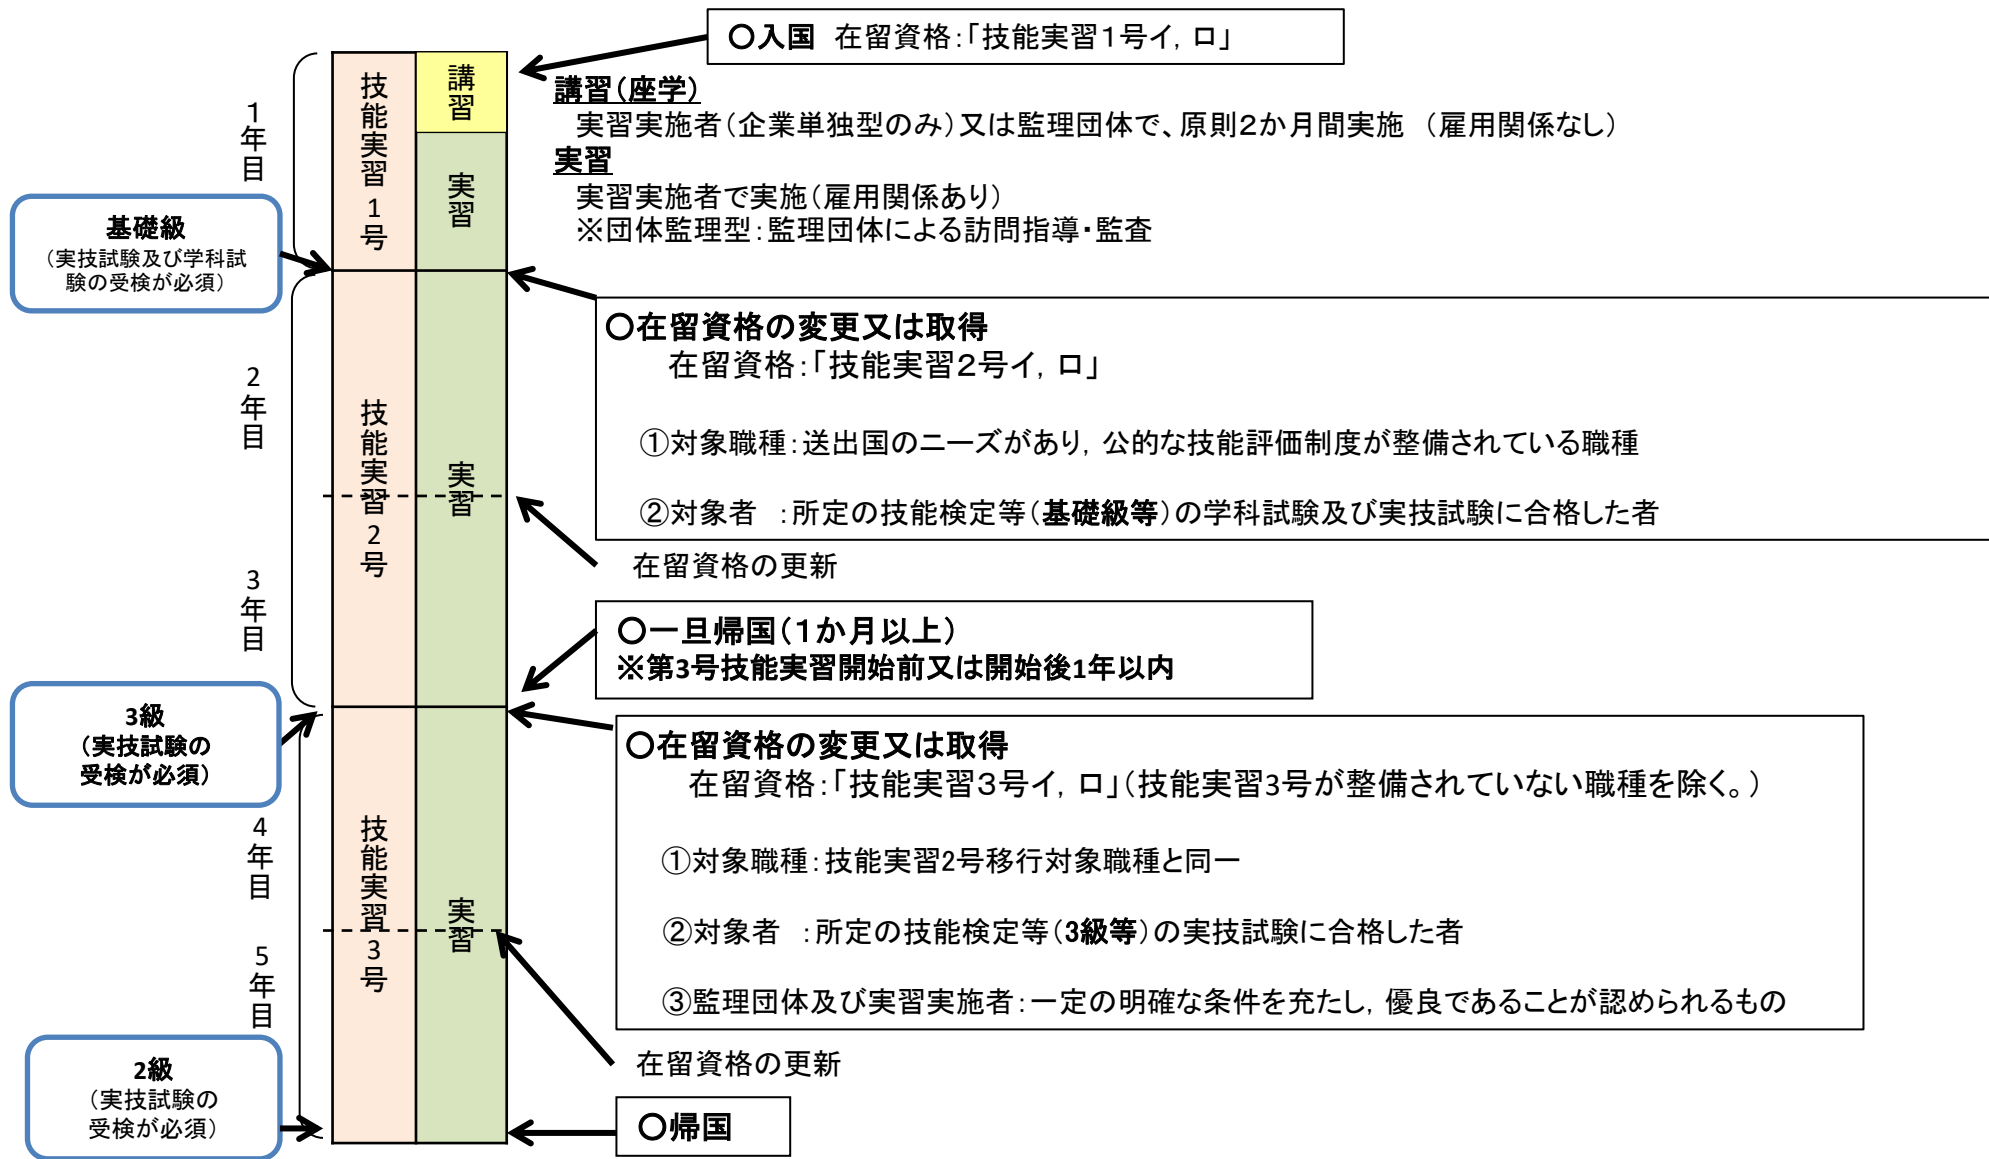 ○入国 在留資格：「技能実習１号イ，ロ」
講習（座学）
実習実施者（企業単独型のみ）又は監理団体で、原則２か月間実施 （雇用関係なし）
実習
実習実施者で実施（雇用関係あり）
※団体監理型：監理団体による訪問指導・監査
１年目
技能実習1号
講習
実習
基礎級
（実技試験及び学科試
験の受検が必須）
○在留資格の変更又は取得
在留資格：「技能実習２号イ，ロ」
①対象職種：送出国のニーズがあり，公的な技能評価制度が整備されている職種
②対象者 ：所定の技能検定等（基礎級等）の学科試験及び実技試験に合格した者
2年目
技能実習2号
実習
在留資格の更新
3年目
○一旦帰国（１か月以上）
※第3号技能実習開始前又は開始後1年以内
3級
（実技試験の
受検が必須）
○在留資格の変更又は取得
在留資格：「技能実習３号イ，ロ」（技能実習3号が整備されていない職種を除く。）
①対象職種：技能実習2号移行対象職種と同一
②対象者 ：所定の技能検定等（3級等）の実技試験に合格した者
③監理団体及び実習実施者：一定の明確な条件を充たし，優良であることが認められるもの
4年目
技能実習3号
実習
5年目
在留資格の更新
2級
（実技試験の
受検が必須）
○帰国